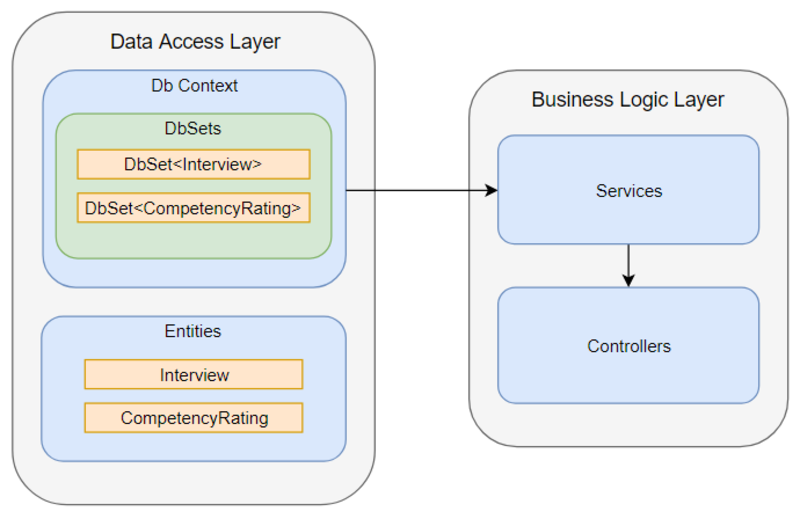 Data Access Layer
Db Context
DbSets
DbSet<Interview>
DbSet<CompetencyRating>
Entities
Interview
CompetencyRating
Business Logic Layer
Services
Controllers